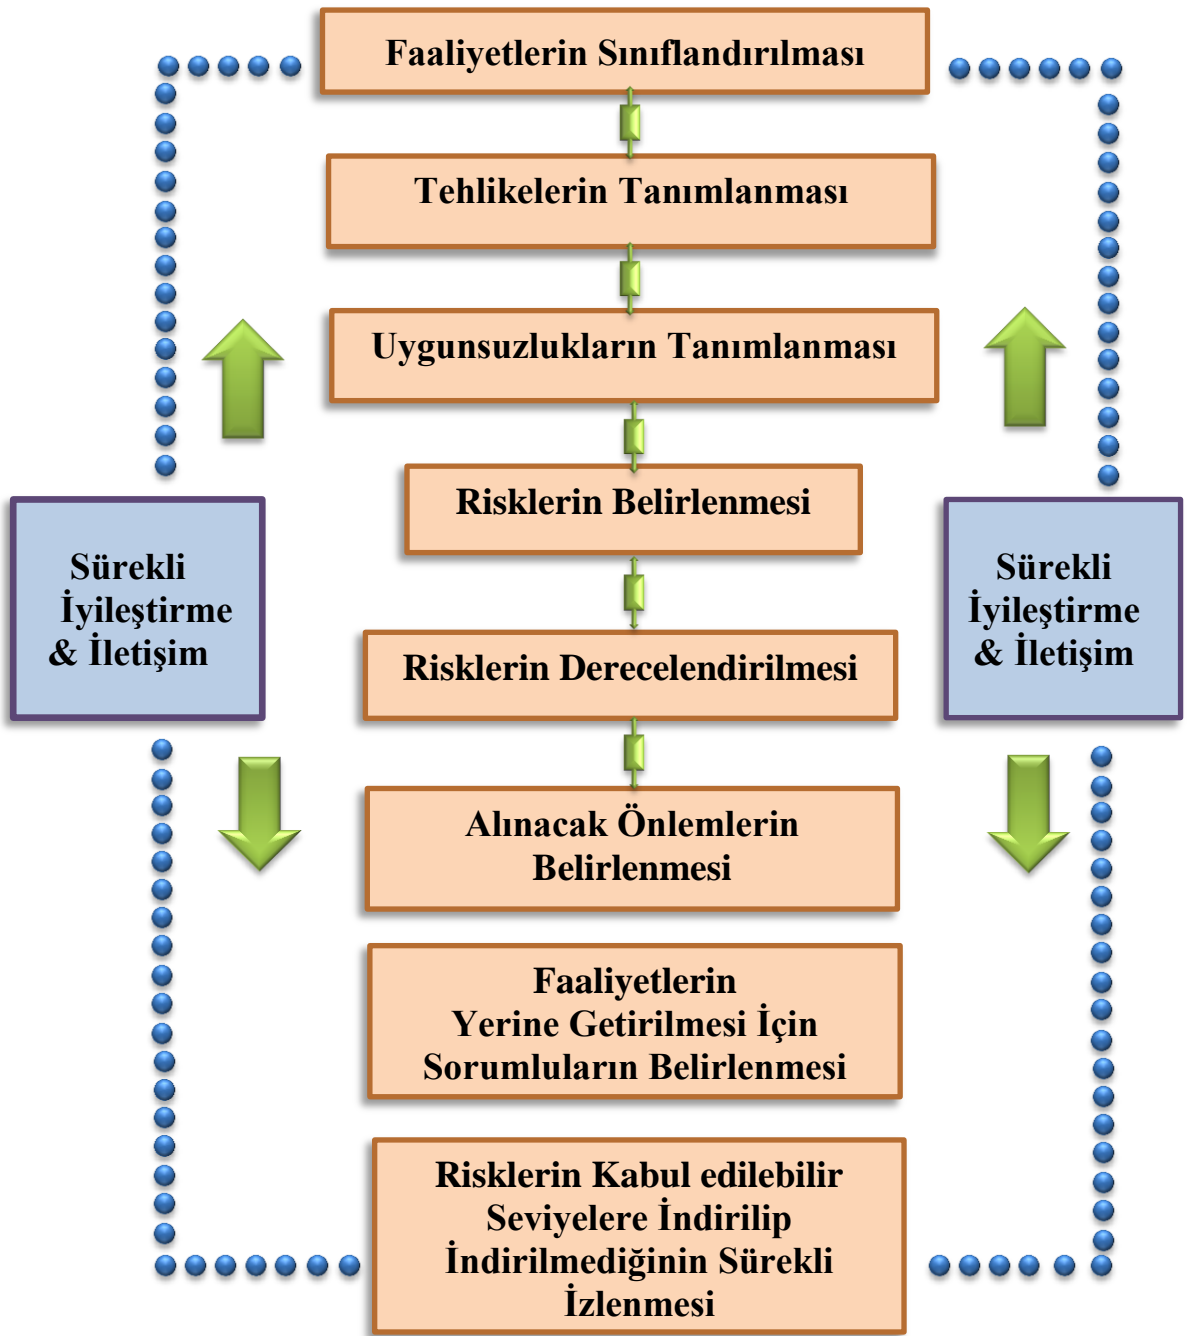 Faaliyetlerin Sınıflandırılması
Tehlikelerin Tanımlanması
Uygunsuzlukların Tanımlanması
Risklerin Belirlenmesi
Sürekli
İyileştirme
& İletişim
Sürekli
İyileştirme
& İletişim
Risklerin Derecelendirilmesi
Alınacak Önlemlerin
Belirlenmesi
Faaliyetlerin
Yerine Getirilmesi İçin
Sorumluların Belirlenmesi
Risklerin Kabul edilebilir
Seviyelere İndirilip
İndirilmediğinin Sürekli
İzlenmesi